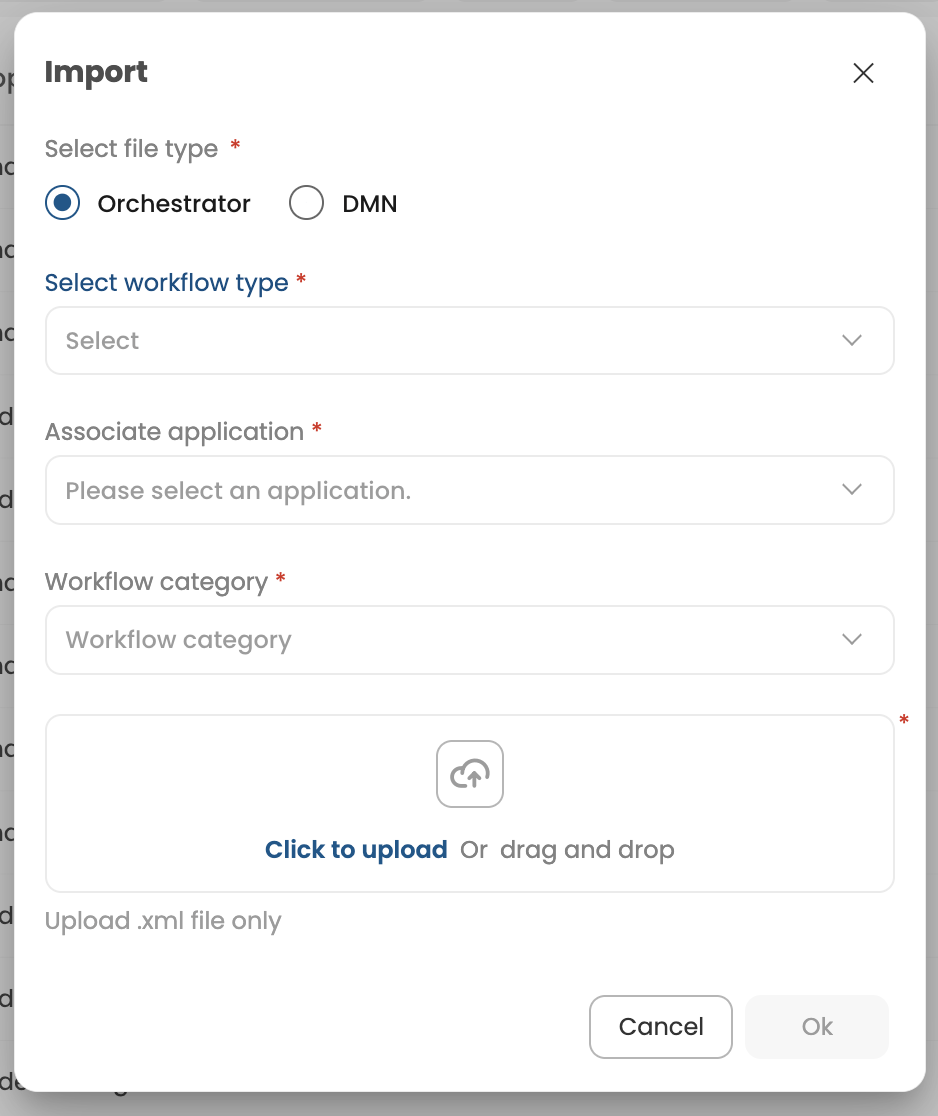 Import
Select file type *
Orchestrator DMN
Select workflow type *
Select
Associate application *
Please select an application.
Workflow category *
Workflow category
*
Click to upload Or drag and drop
Upload .xml file only
Cancel Ok